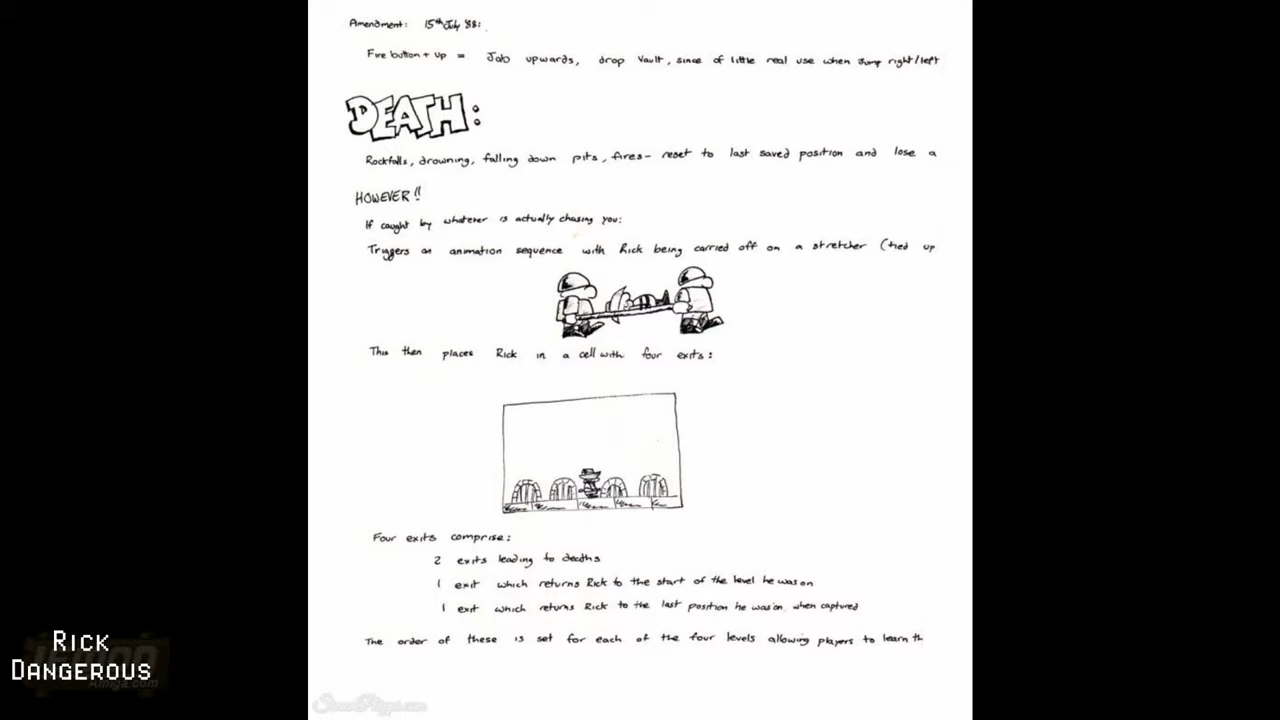 Amendment: 15th July '88:
Fire button + up = Jab upwards, drop Vault, since of little real use when jump right/left
DEATH:
Rockfalls, drowning, falling down pits, fires - reset to last saved position and lose a
HOWEVER!!
If caught by whatever is actually chasing you:
Triggers an animation sequence with Rick being carried off on a stretcher (tied up
This then places Rick in a cell with four exits:
Four exits comprise:
2 exits leading to deaths
1 exit which returns Rick to the start of the level he was on
1 exit which returns Rick to the last position he was on when captured
The order of these is set for each of the four levels allowing players to learn th
RICK
DANGEROUS
Amiga.com